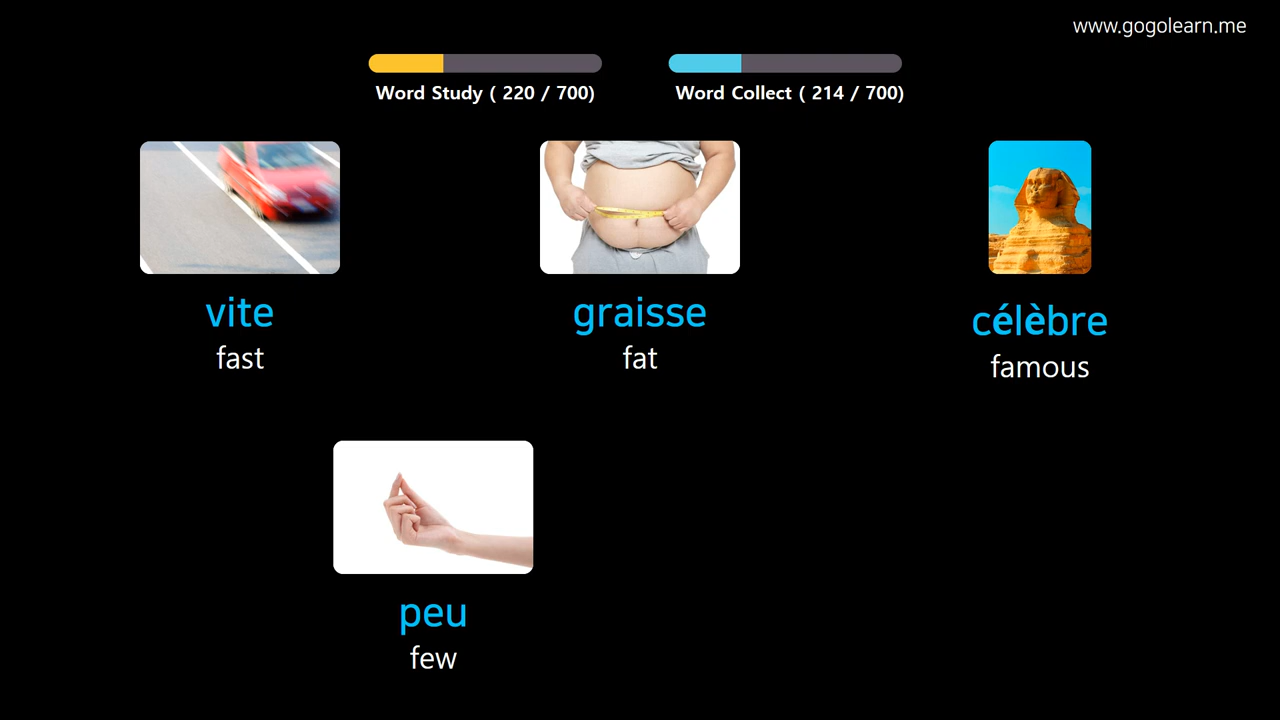 www.gogolearn.me
Word Study ( 220 / 700)
Word Collect ( 214 / 700)
vite
fast
graisse
fat
célèbre
famous
peu
few